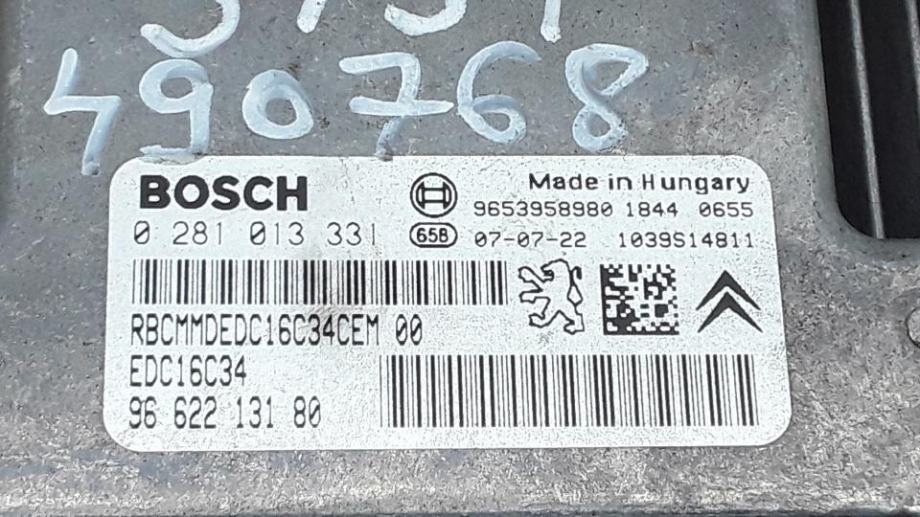 490768
BOSCH
Made in Hungary
9653958980 1844 0655
0 281 013 331
65B
07-07-22 1039S14811
RBCMMDEDC16C34CEM 00
EDC16C34
96 622 131 80